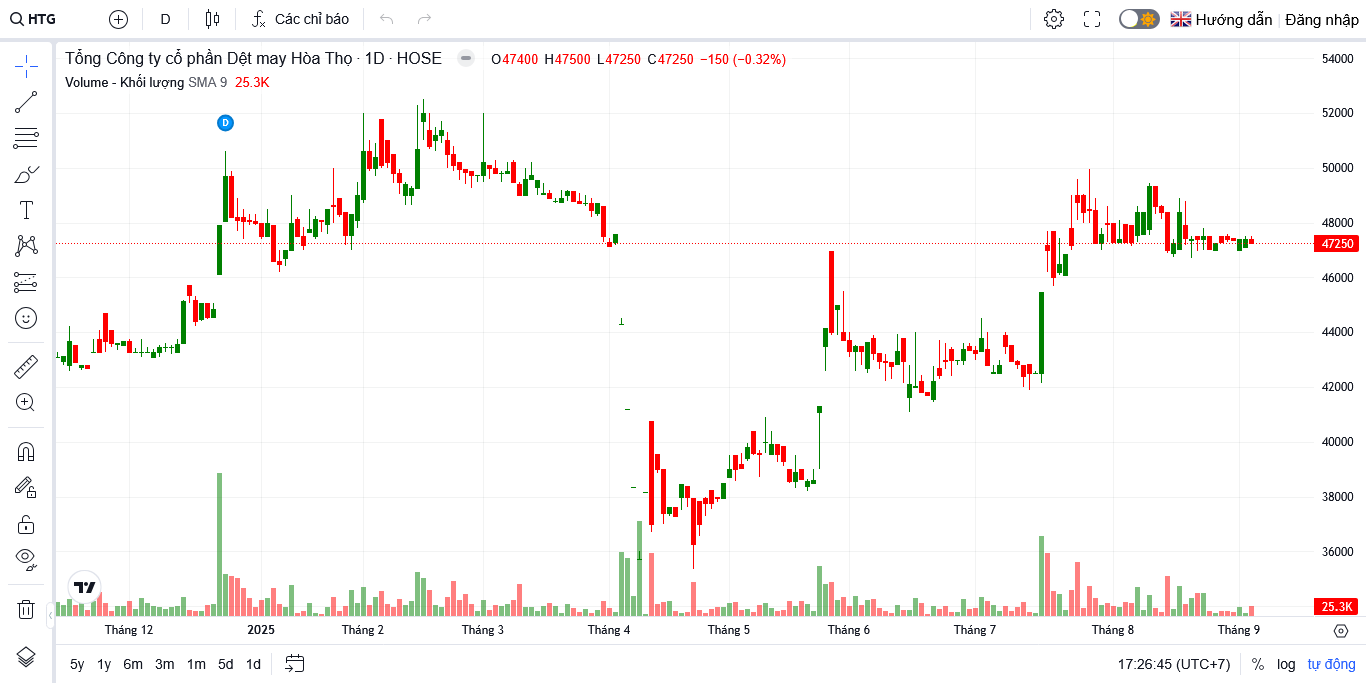 HTG D Các chỉ báo Hướng dẫn Đăng nhập
Tổng Công ty cổ phần Dệt may Hòa Thọ · 1D · HOSE O47400 H47500 L47250 C47250 −150 (−0.32%)
Volume - Khối lượng SMA 9 25.3K
D
54000
52000
50000
48000
47250
46000
44000
42000
40000
38000
36000
25.3K
Tháng 12 2025 Tháng 2 Tháng 3 Tháng 4 Tháng 5 Tháng 6 Tháng 7 Tháng 8 Tháng 9
5y 1y 6m 3m 1m 5d 1d 17:26:45 (UTC+7) % log tự động